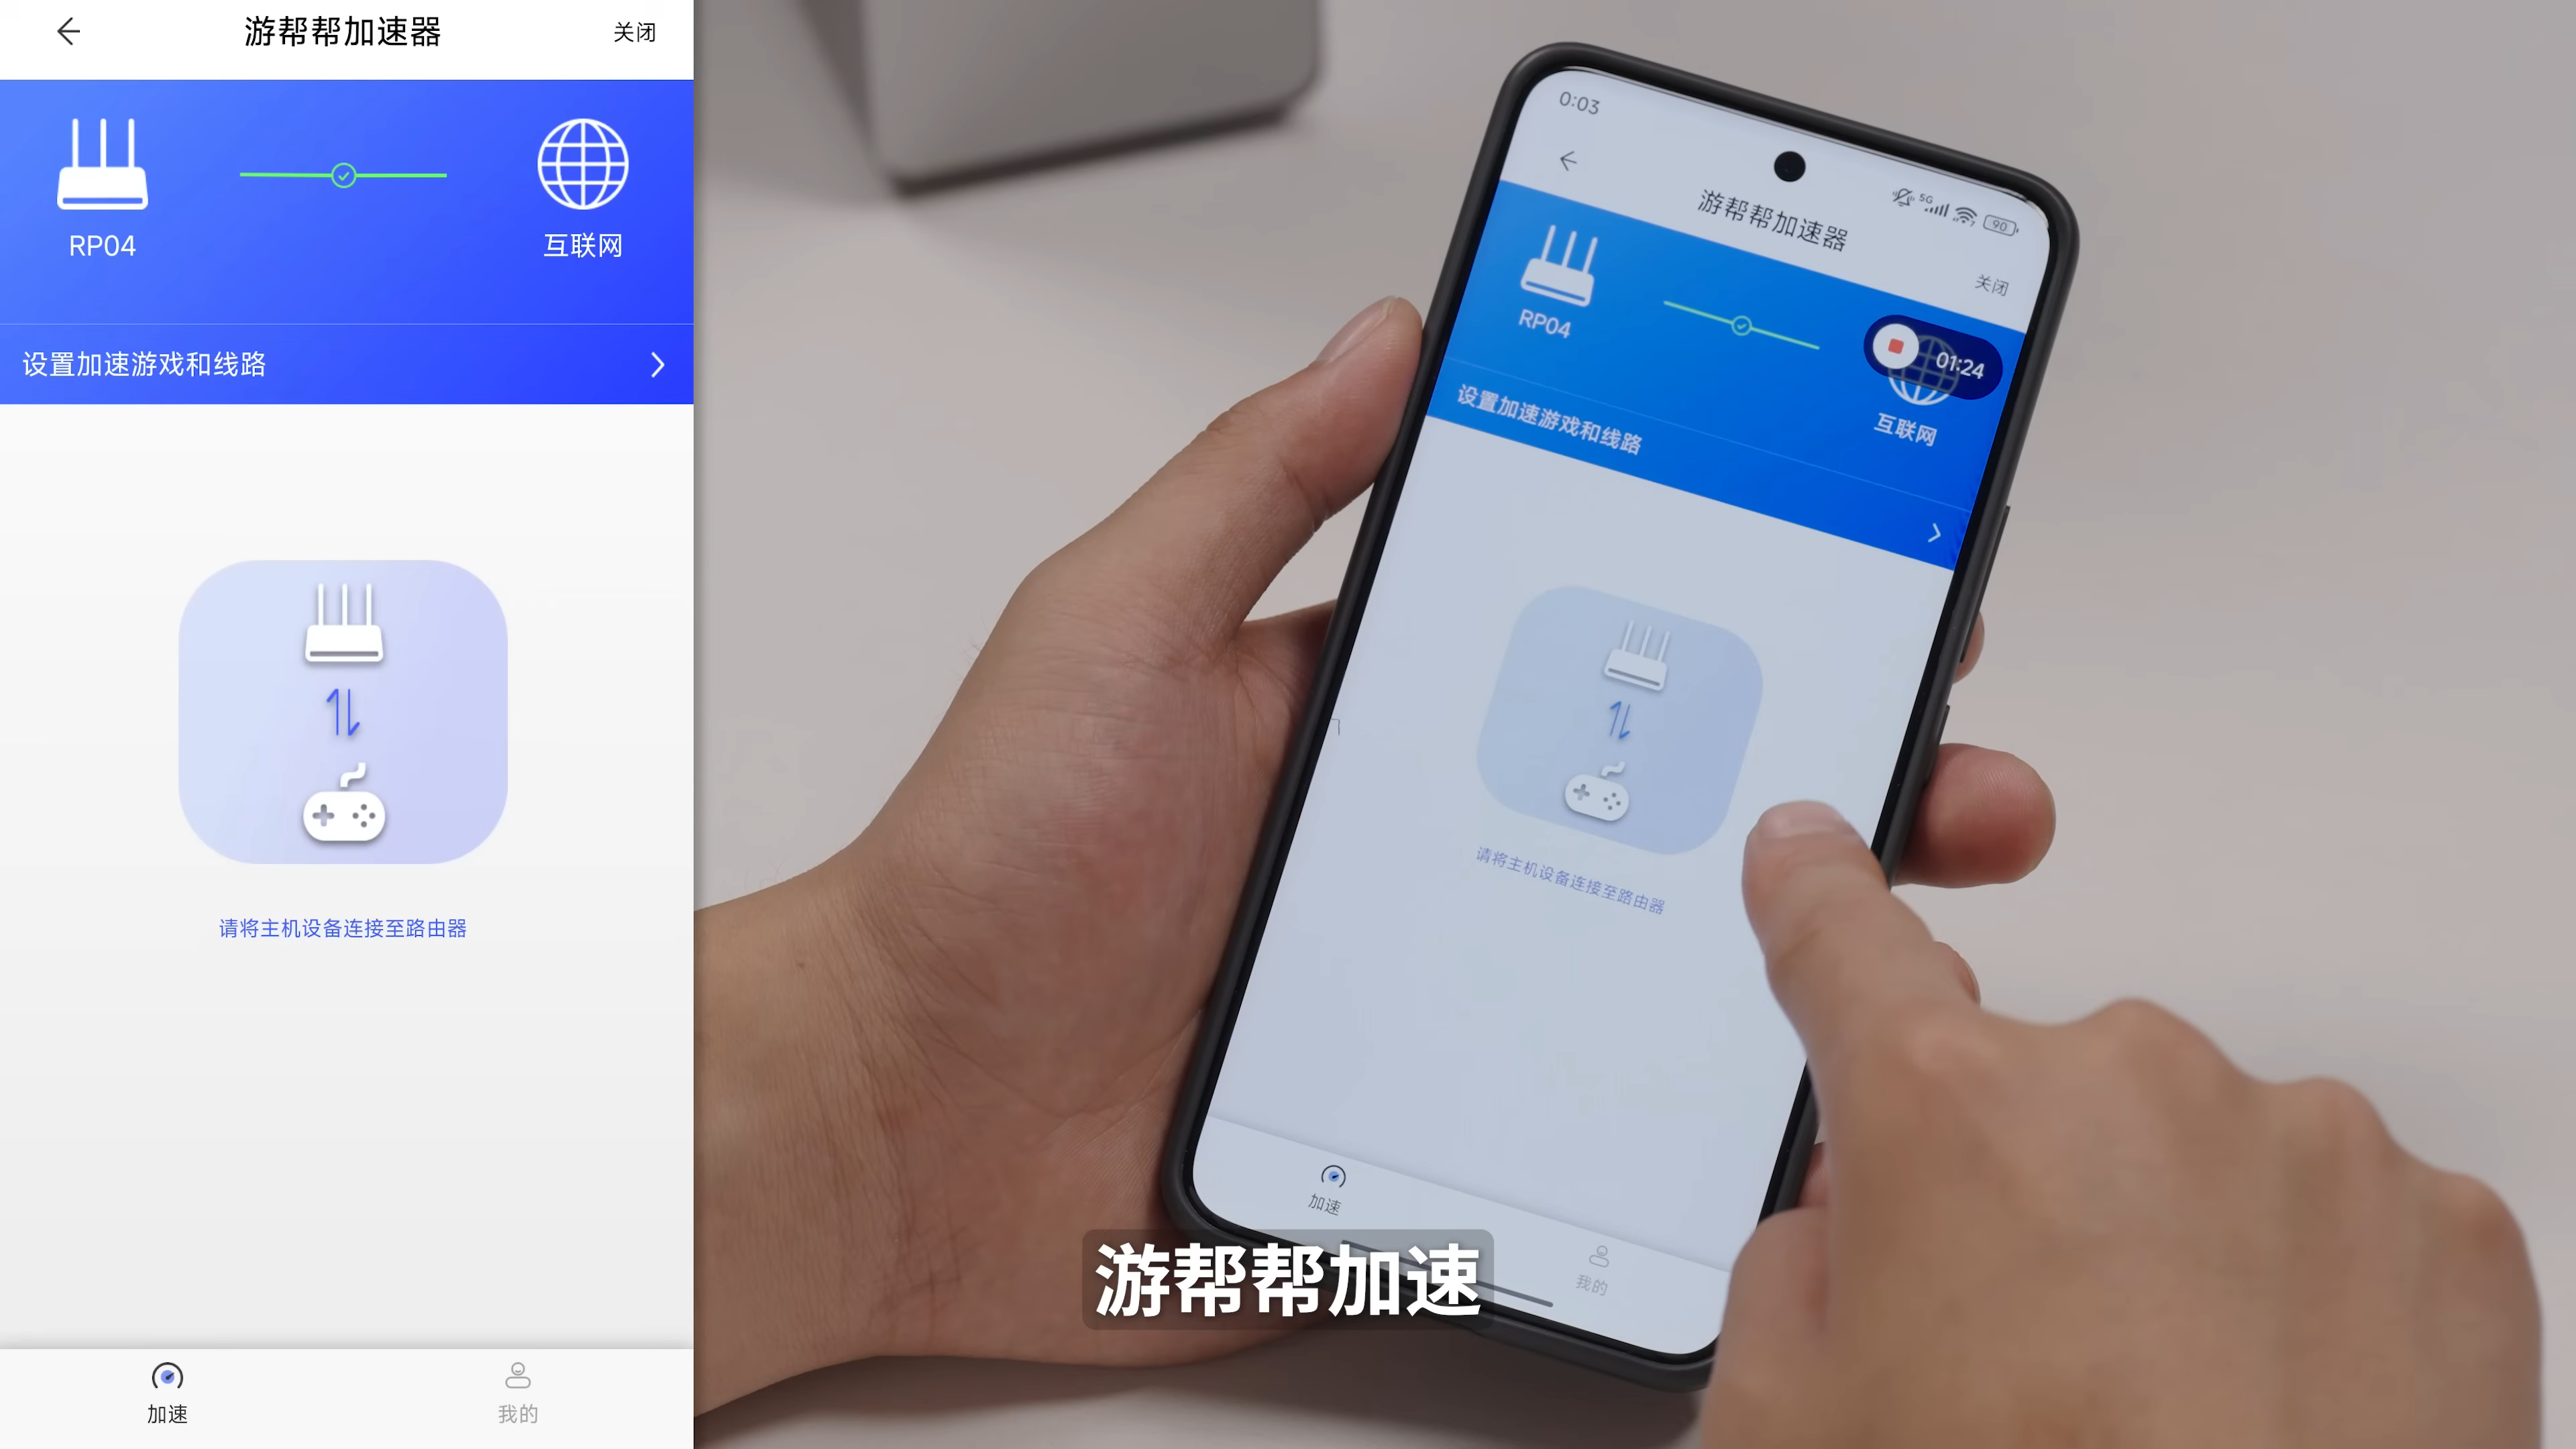 游帮帮加速器
关闭
RP04
互联网
设置加速游戏和线路
请将主机设备连接至路由器
加速
我的
0:03
5G
90
游帮帮加速器
关闭
RP04
01:24
互联网
设置加速游戏和线路
请将主机设备连接至路由器
加速
我的
游帮帮加速